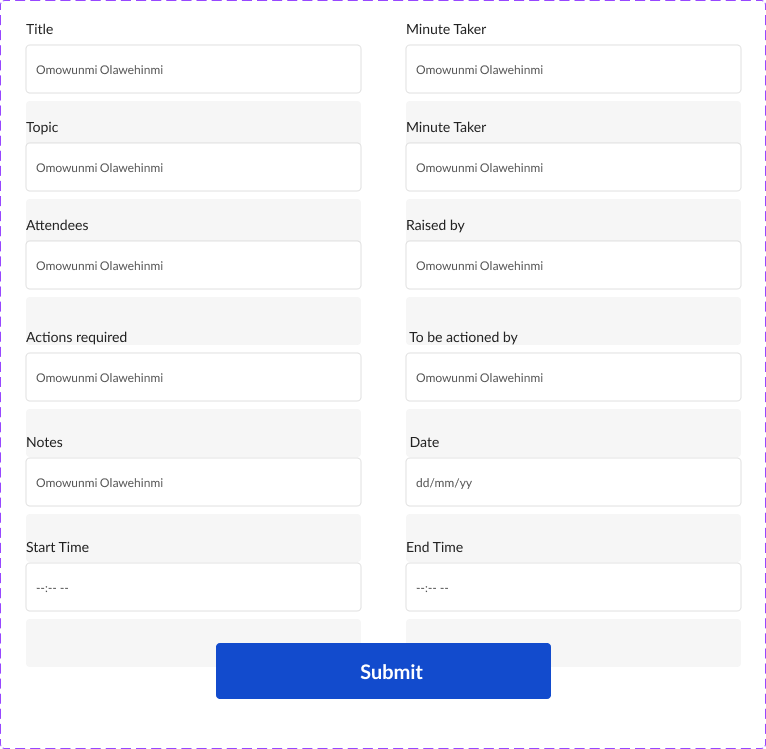 Title
Minute Taker
Omowunmi Olawehinmi
Omowunmi Olawehinmi
Topic
Minute Taker
Omowunmi Olawehinmi
Omowunmi Olawehinmi
Attendees
Raised by
Omowunmi Olawehinmi
Omowunmi Olawehinmi
Actions required
To be actioned by
Omowunmi Olawehinmi
Omowunmi Olawehinmi
Notes
Date
Omowunmi Olawehinmi
dd/mm/yy
Start Time
End Time
--:-- --
--:-- --
Submit